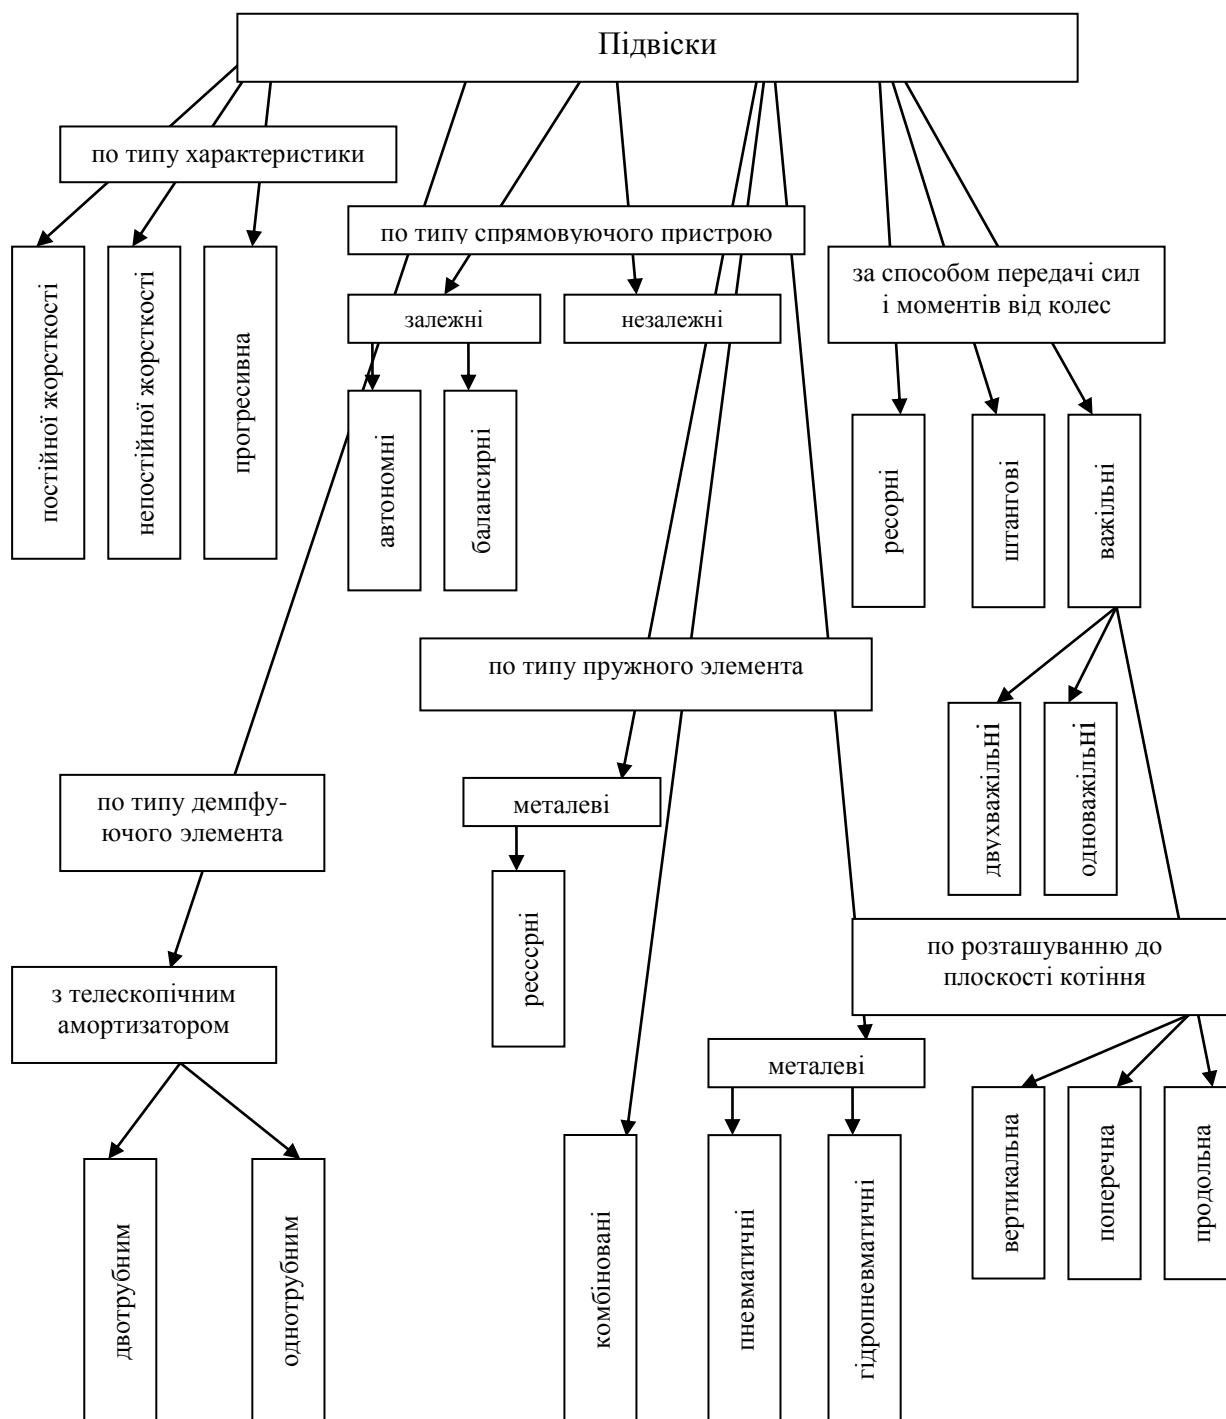 Підвіски
по типу характеристики
постійної жорсткості
непостійної жорсткості
прогресивна
по типу спрямовуючого пристрою
залежні
незалежні
автономні
балансирні
за способом передачі сил
і моментів від колес
ресорні
штангові
важільні
двухважільні
одноважільні
по типу пружного элемента
металеві
рессррні
по типу демпфу-
ючого элемента
з телескопічним
амортизатором
двотрубним
однотрубним
комбіновані
металеві
пневматичні
гідропневматичні
по розташуванню до
плоскості котіння
вертикальна
поперечна
продольна